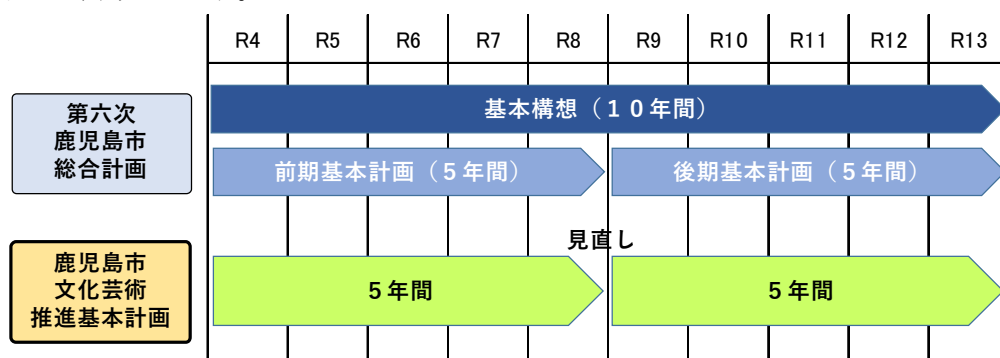 R4 R5 R6 R7 R8 R9 R10 R11 R12 R13
第六次
鹿児島市
総合計画
基本構想（１０年間）
前期基本計画（５年間）
後期基本計画（５年間）
見直し
鹿児島市
文化芸術
推進基本計画
５年間
５年間